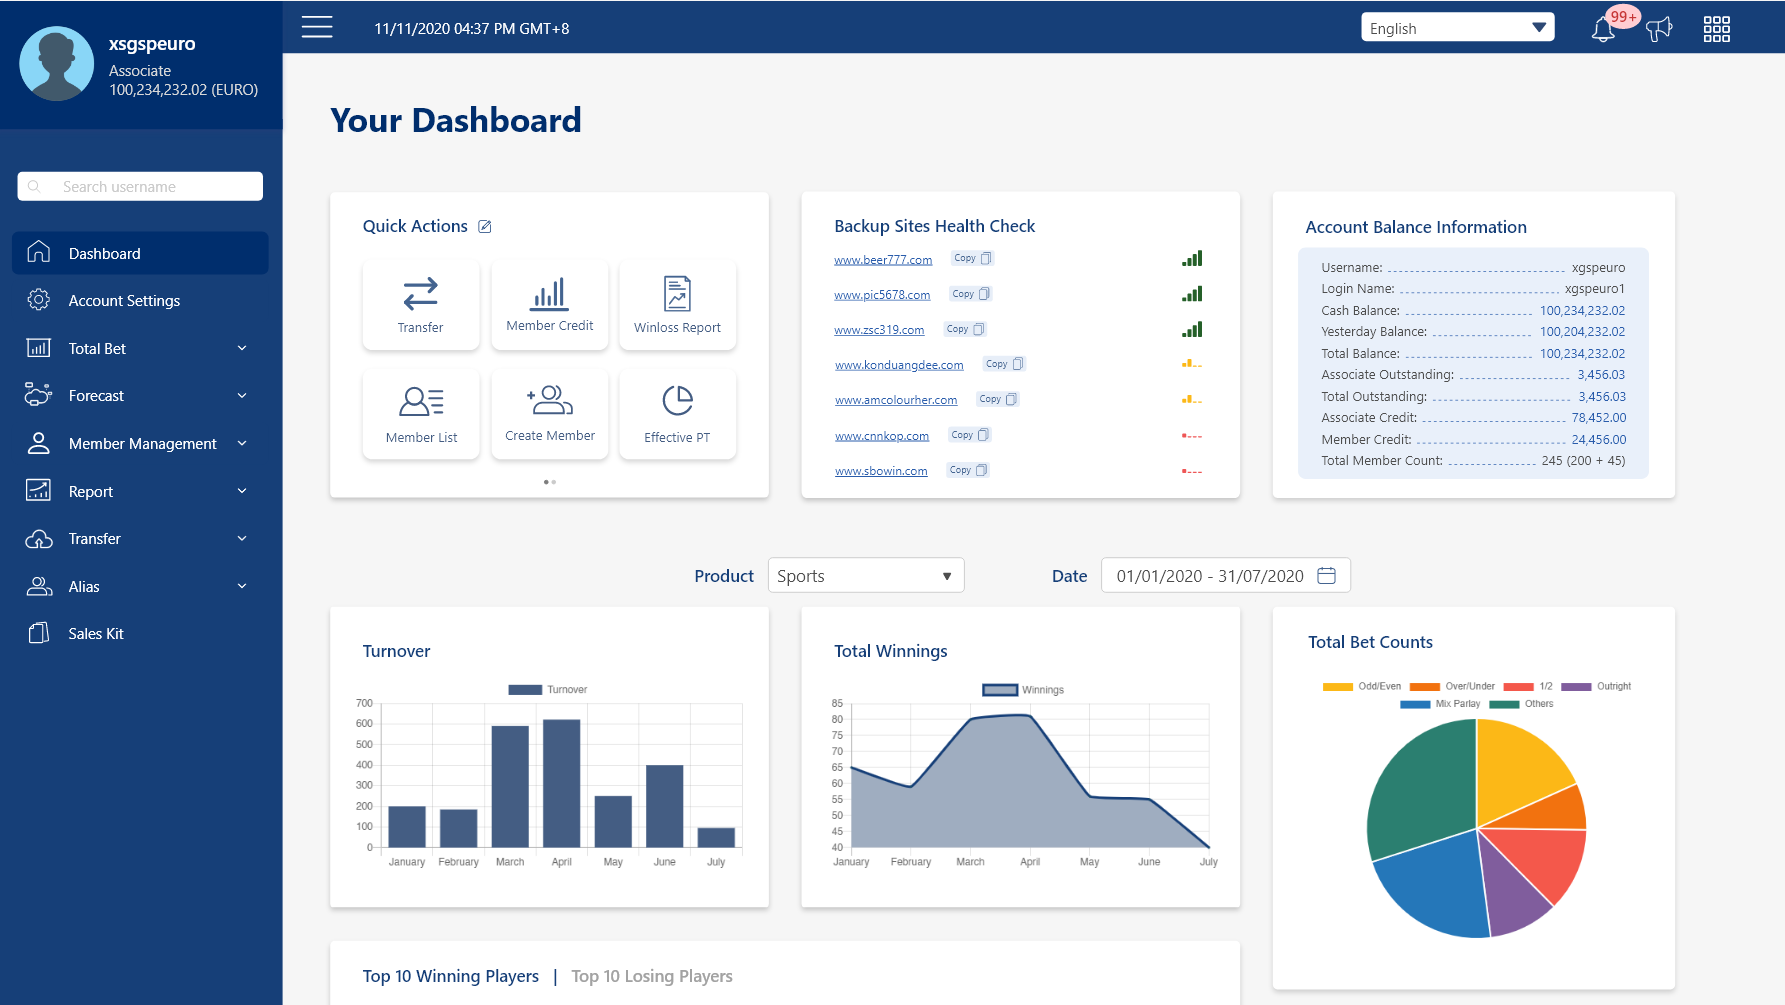 xsgspeuro
Associate
100,234,232.02 (EURO)
11/11/2020 04:37 PM GMT+8
English
99+
Search username
Dashboard
Account Settings
Total Bet
Forecast
Member Management
Report
Transfer
Alias
Sales Kit
Your Dashboard
Quick Actions
Transfer
Member Credit
Winloss Report
Member List
Create Member
Effective PT
Backup Sites Health Check
www.beer777.com Copy
www.pic5678.com Copy
www.zsc319.com Copy
www.konduangdee.com Copy
www.amcolourher.com Copy
www.cnnkop.com Copy
www.sbowin.com Copy
Account Balance Information
Username: xgspeuro
Login Name: xgspeuro1
Cash Balance: 100,234,232.02
Yesterday Balance: 100,204,232.02
Total Balance: 100,234,232.02
Associate Outstanding: 3,456.03
Total Outstanding: 3,456.03
Associate Credit: 78,452.00
Member Credit: 24,456.00
Total Member Count: 245 (200 + 45)
Product Sports
Date 01/01/2020 - 31/07/2020
Turnover
Turnover
700
600
500
400
300
200
100
0
January February March April May June July
Total Winnings
Winnings
85
80
75
70
65
60
55
50
45
40
January February March April May June July
Total Bet Counts
Odd/Even Over/Under 1/2 Outright
Mix Parlay Others
Top 10 Winning Players | Top 10 Losing Players